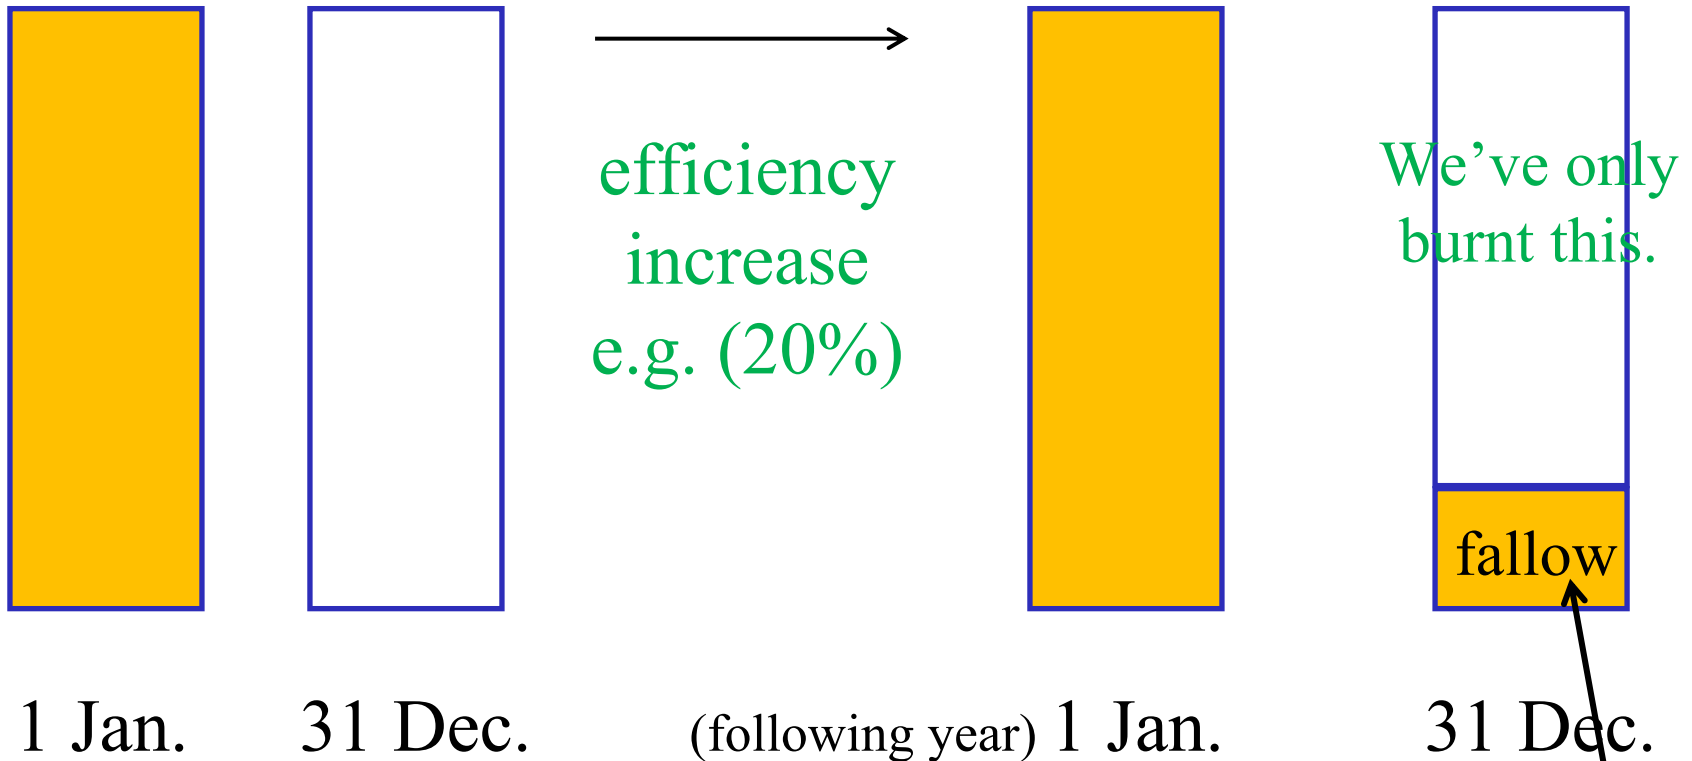 efficiency
increase
e.g. (20%)
We’ve only
burnt this.
fallow
1 Jan.
31 Dec.
(following year) 1 Jan.
31 Dec.